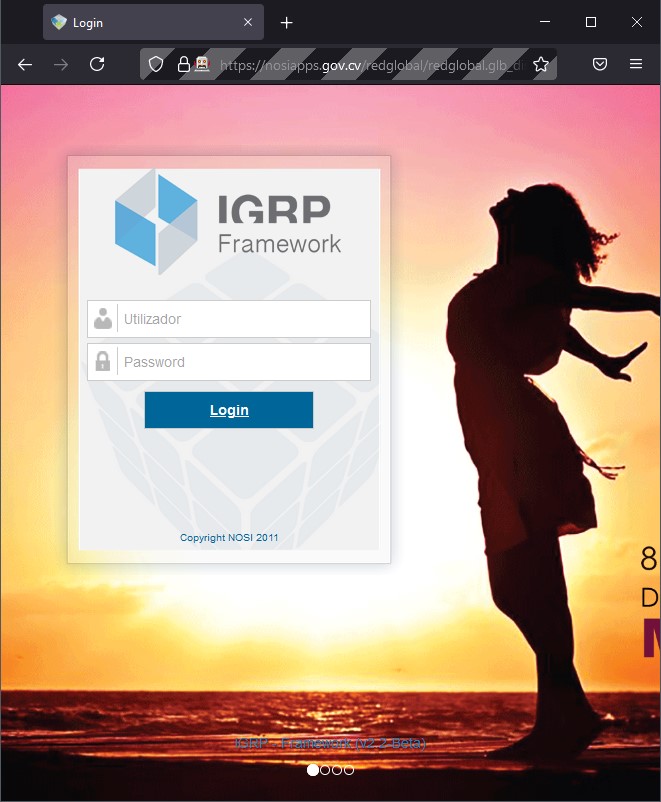 Login
https://nosiapps.gov.cv/redglobal/redglobal.glb_d
IGRP
Framework
Utilizador
Password
Login
Copyright NOSI 2011
8
D
M
IGRP - Framework (v2.2-Beta)